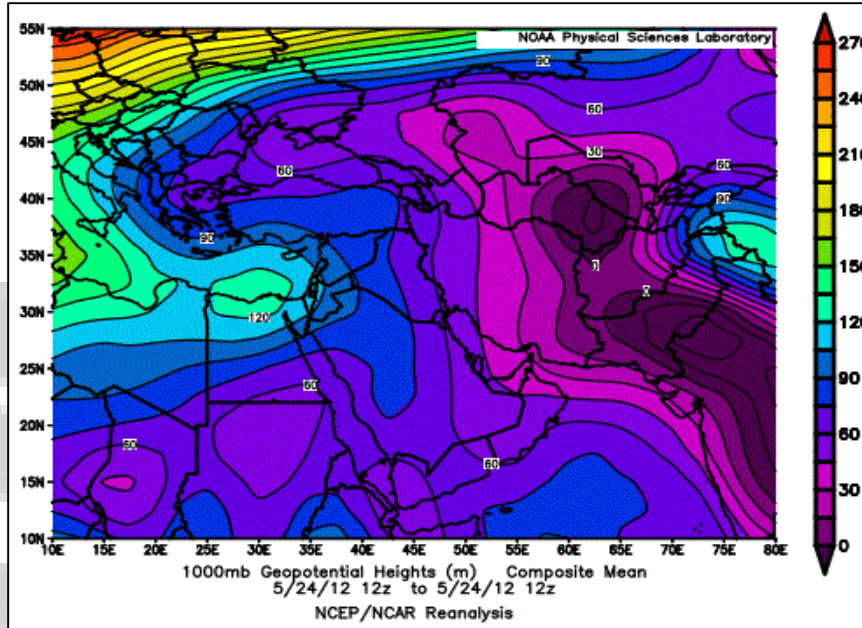 NOAA Physical Sciences Laboratory
55N
50N
45N
40N
35N
30N
25N
20N
15N
10N
10E 15E 20E 25E 30E 35E 40E 45E 50E 55E 60E 65E 70E 75E 80E
90
60
60
30
60
90
90
0
0
120
60
60
60
270
240
210
180
150
120
90
60
30
0
1000mb Geopotential Heights (m) Composite Mean
5/24/12 12z to 5/24/12 12z
NCEP/NCAR Reanalysis